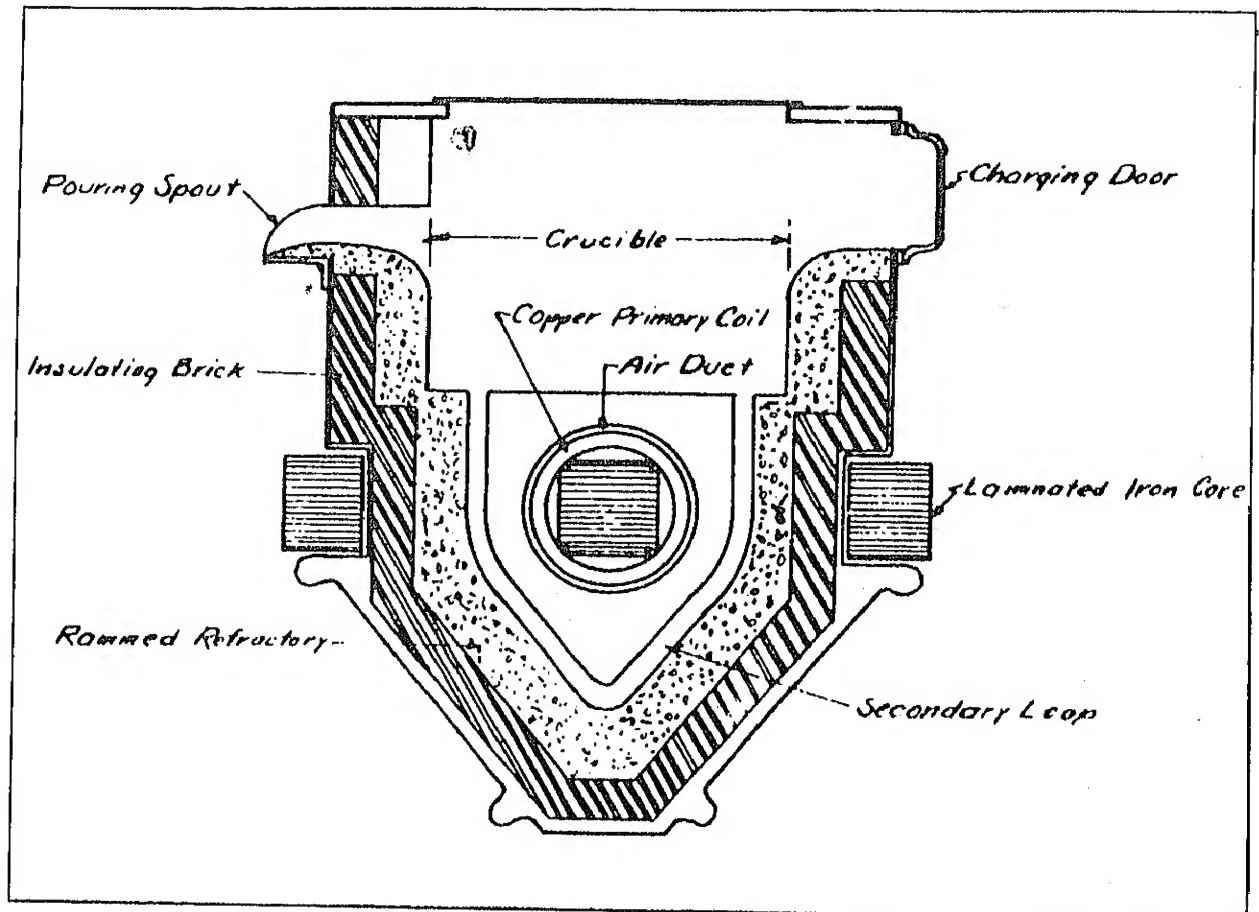 Pouring Spout
Charging Door
Crucible
Copper Primary Coil
Air Duct
Insulating Brick
Laminated Iron Core
Rammed Refractory
Secondary Loop